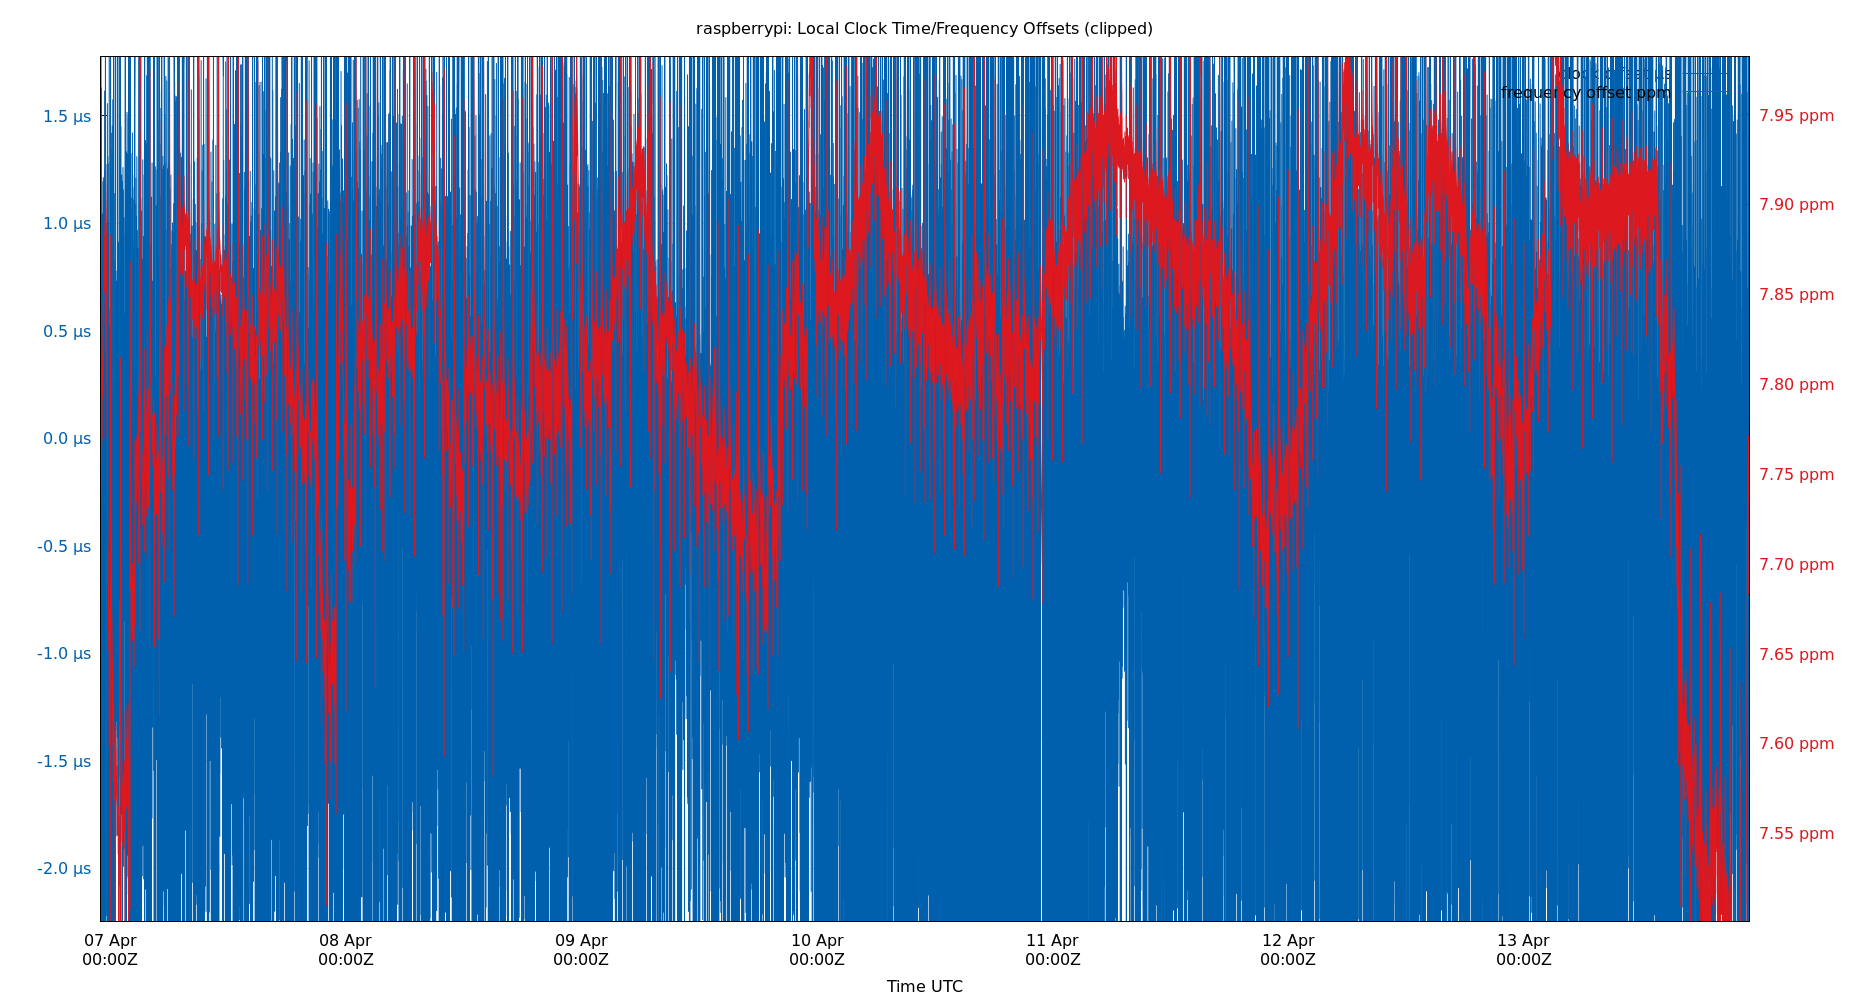 raspberrypi: Local Clock Time/Frequency Offsets (clipped)
clock offset µs
frequency offset ppm
1.5 µs
1.0 µs
0.5 µs
0.0 µs
-0.5 µs
-1.0 µs
-1.5 µs
-2.0 µs
7.95 ppm
7.90 ppm
7.85 ppm
7.80 ppm
7.75 ppm
7.70 ppm
7.65 ppm
7.60 ppm
7.55 ppm
07 Apr
00:00Z
08 Apr
00:00Z
09 Apr
00:00Z
10 Apr
00:00Z
11 Apr
00:00Z
12 Apr
00:00Z
13 Apr
00:00Z
Time UTC